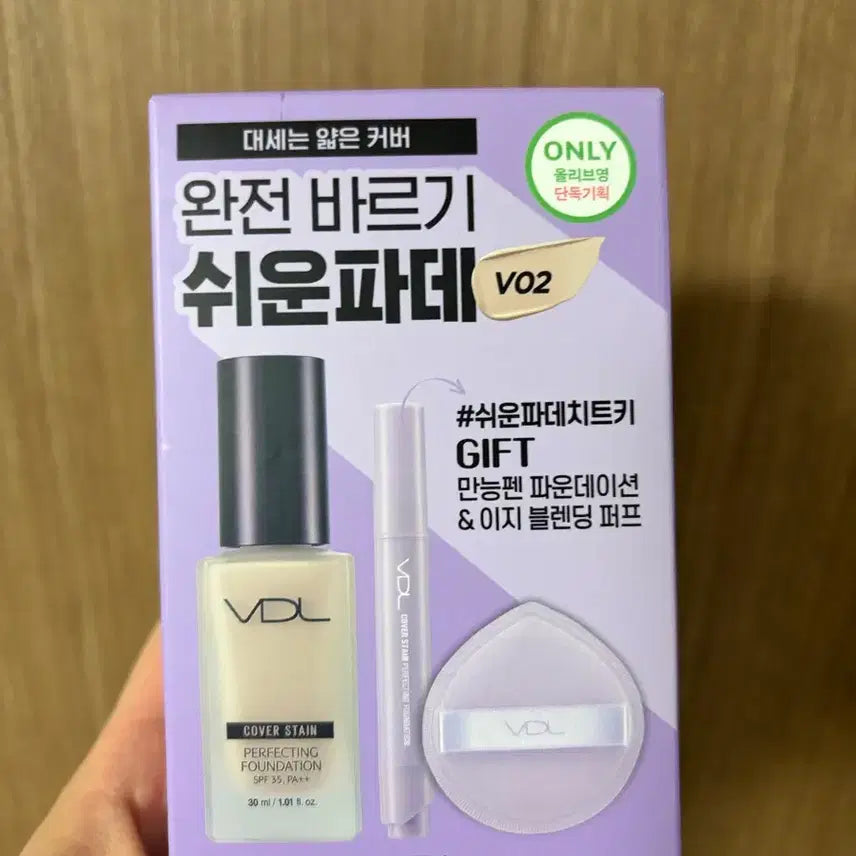 대세는 얇은 커버
ONLY
올리브영
단독기획
완전 바르기
쉬운파데
V02
#쉬운파데치트키
GIFT
만능펜 파운데이션
& 이지 블렌딩 퍼프
VDL
COVER STAIN
PERFECTING
FOUNDATION
SPF 35, PA++
30 ml / 1.01 fl. oz.
VDL
COVER STAIN PERFECTING FOUNDATION
VDL